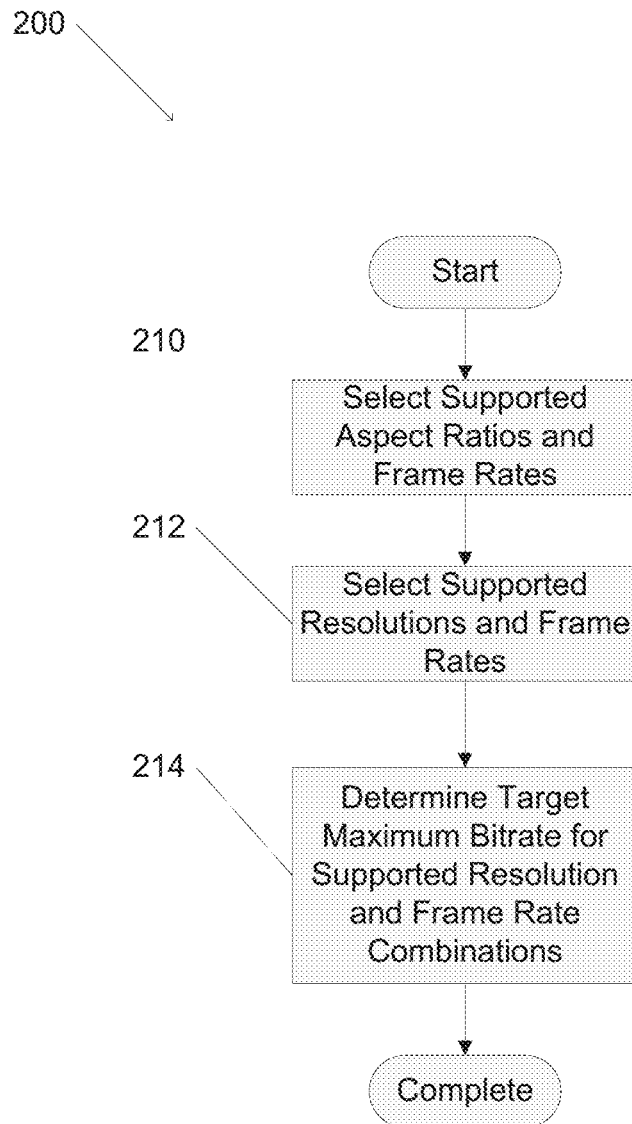 200
Start
210
Select Supported
Aspect Ratios and
Frame Rates
212
Select Supported
Resolutions and Frame
Rates
214
Determine Target
Maximum Bitrate for
Supported Resolution
and Frame Rate
Combinations
Complete